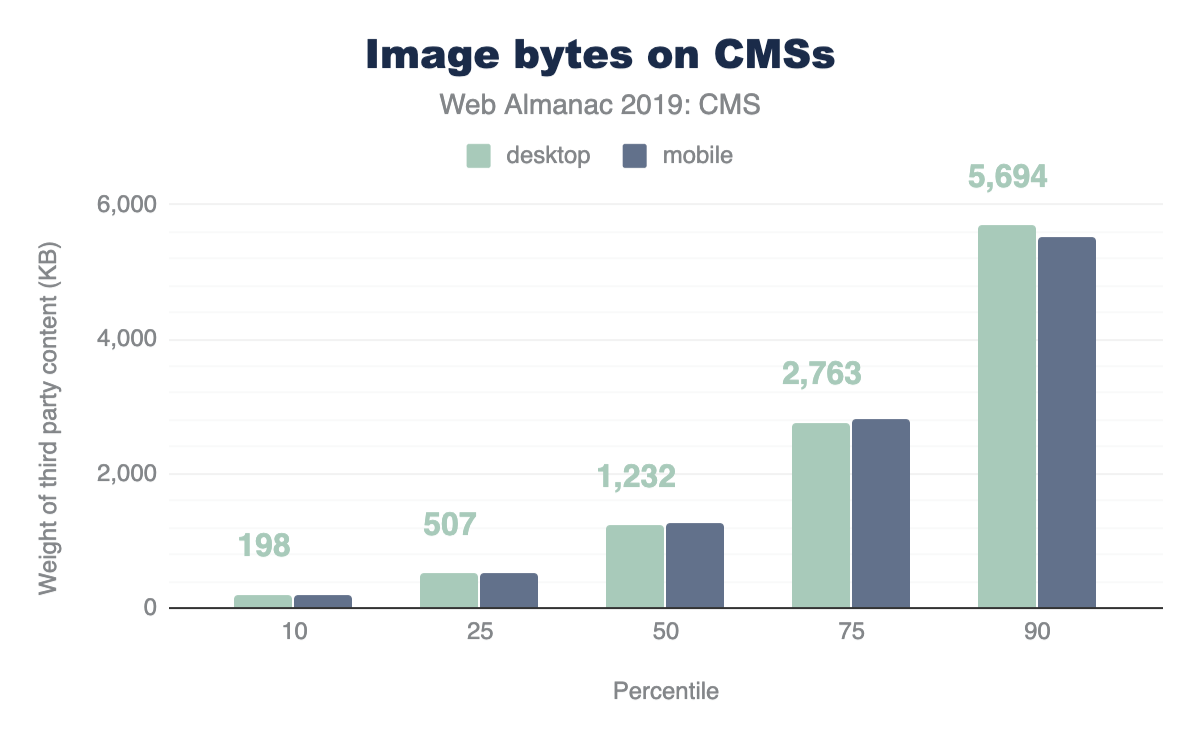 Image bytes on CMSs
Web Almanac 2019: CMS
desktop
mobile
Weight of third party content (KB)
6,000
4,000
2,000
0
198
507
1,232
2,763
5,694
10
25
50
75
90
Percentile